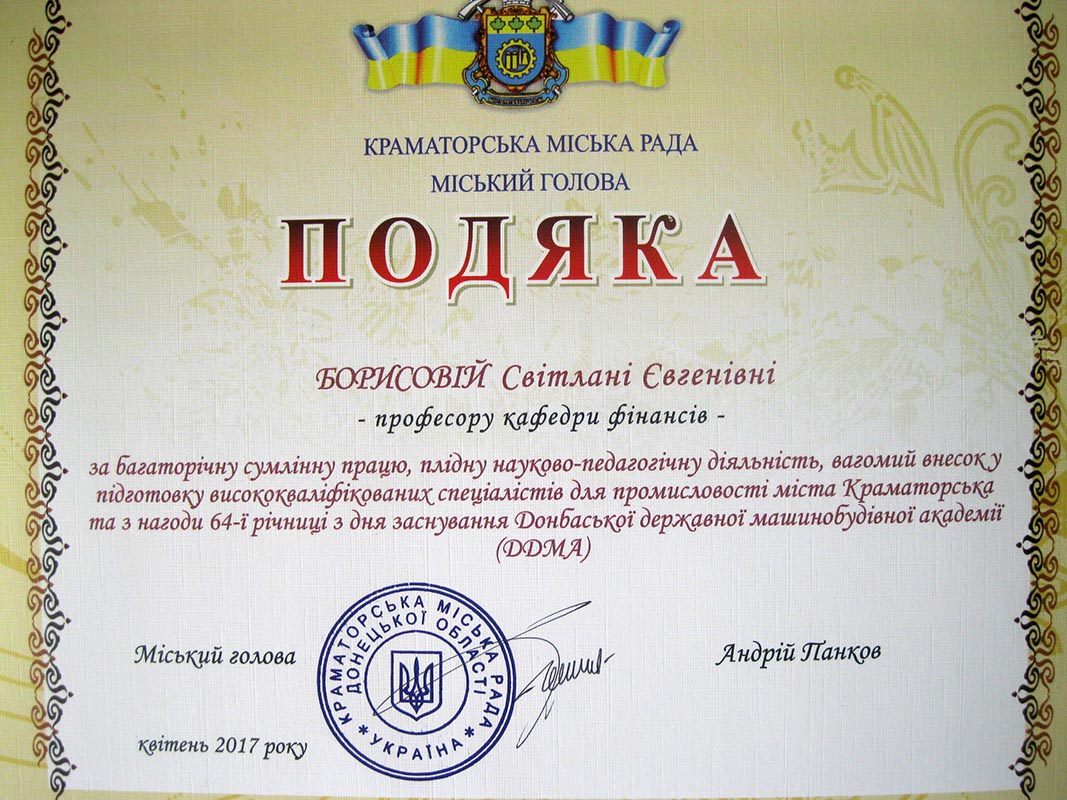 КРАМАТОРСЬКА МІСЬКА РАДА
МІСЬКИЙ ГОЛОВА
ПОДЯКА
БОРИСОВІЙ Світлані Євгенівні
- професору кафедри фінансів -
за багаторічну сумлінну працю, плідну науково-педагогічну діяльність, вагомий внесок у
підготовку висококваліфікованих спеціалістів для промисловості міста Краматорська
та з нагоди 64-ї річниці з дня заснування Донбаської державної машинобудівної академії
(ДДМА)
Міський голова
Андрій Панков
КРАМАТОРСЬКА МІСЬКА РАДА
ДОНЕЦЬКОЇ ОБЛАСТІ
* УКРАЇНА *
квітень 2017 року